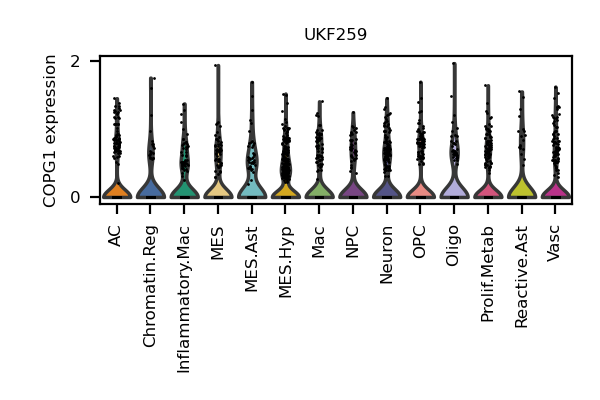 UKF259
COPG1 expression
2
0
AC
Chromatin.Reg
Inflammatory.Mac
MES
MES.Ast
MES.Hyp
Mac
NPC
Neuron
OPC
Oligo
Prolif.Metab
Reactive.Ast
Vasc